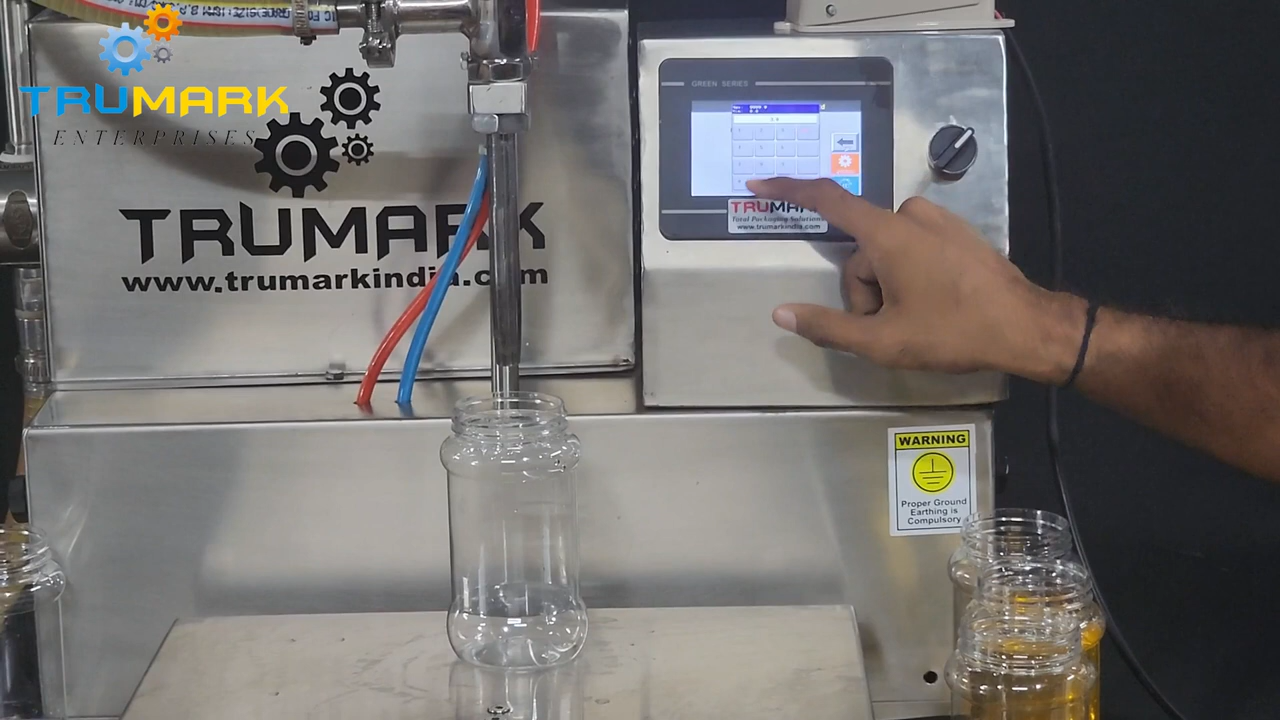 TRUMARK
ENTERPRISES
TRUMARK
www.trumarkindia.com
GREEN SERIES
TRUMARK
Total Packaging Solutions
www.trumarkindia.com
WARNING
Proper Ground
Earthing is
Compulsory